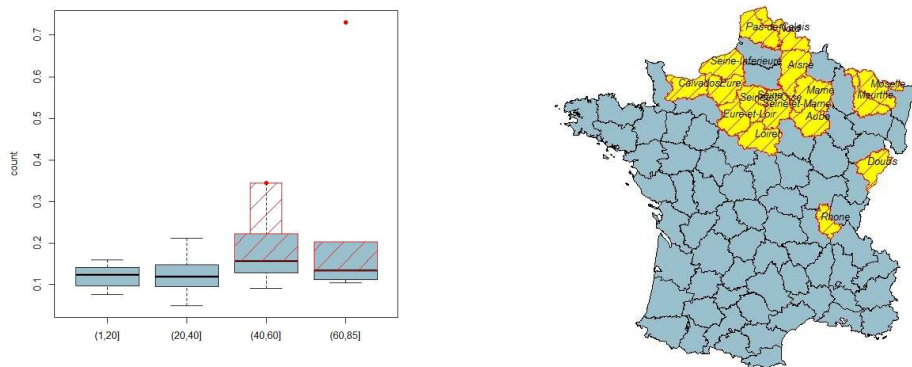 0.7
0.6
0.5
0.4
0.3
0.2
0.1
count
(1,20]
(20,40]
(40,60]
(60,85]
Pas-de-Calais
Seine-Inferieure
Aisne
Calvados
Eure
Moselle
Marne
Meurthe
Seine
Seine-et-Marne
Eure-et-Loir
Aube
Loiret
Doubs
Rhone